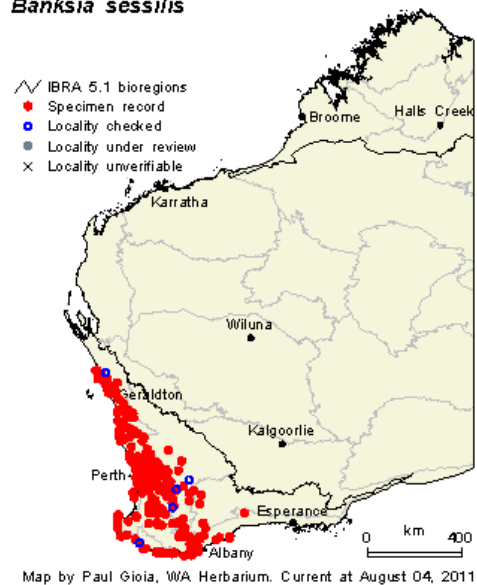 Banksia sessilis
IBRA 5.1 bioregions
Specimen record
Locality checked
Locality under review
Locality unverifiable
Broome
Halls Creek
Karratha
Wiluna
Geraldton
Kalgoorlie
Perth
Esperance
Albany
km
0 400
Map by Paul Gioia, WA Herbarium. Current at August 04, 2011